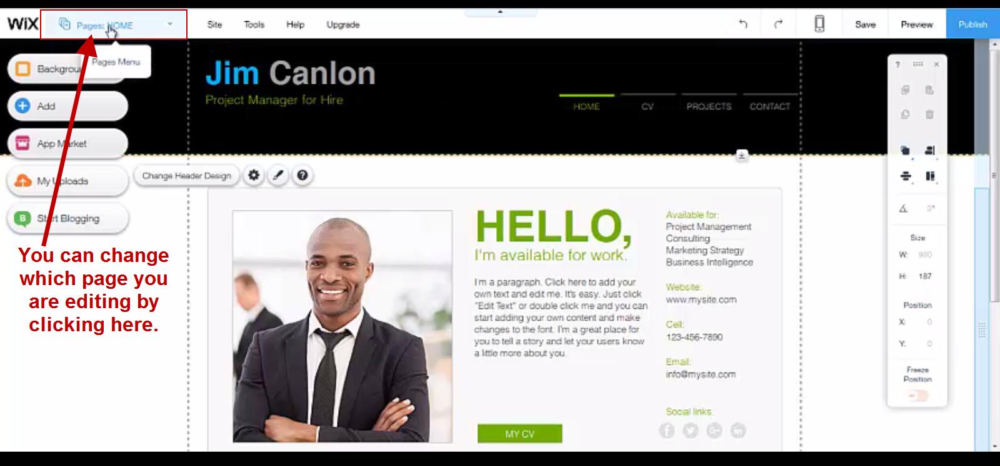 WiX
Pages: HOME
Site
Tools
Help
Upgrade
Save
Preview
Publish
Pages Menu
Add
App Market
My Uploads
Start Blogging
You can change
which page you
are editing by
clicking here.
Jim Canlon
Project Manager for Hire
HOME
CV
PROJECTS
CONTACT
Change Header Design
?
HELLO,
I'm available for work.
I'm a paragraph. Click here to add your
own text and edit me. It's easy. Just click
"Edit Text" or double click me and you can
start adding your own content and make
changes to the font. I'm a great place for
you to tell a story and let your users know
a little more about you.
MY CV
Available for:
Project Management
Consulting
Marketing Strategy
Business Intelligence
Website:
www.mysite.com
Cell:
123-456-7890
Email:
info@mysite.com
Social links:
f
G+
in
?
0°
Size
W: 980
H: 187
Position
X: 0
Y: 0
Freeze
Position